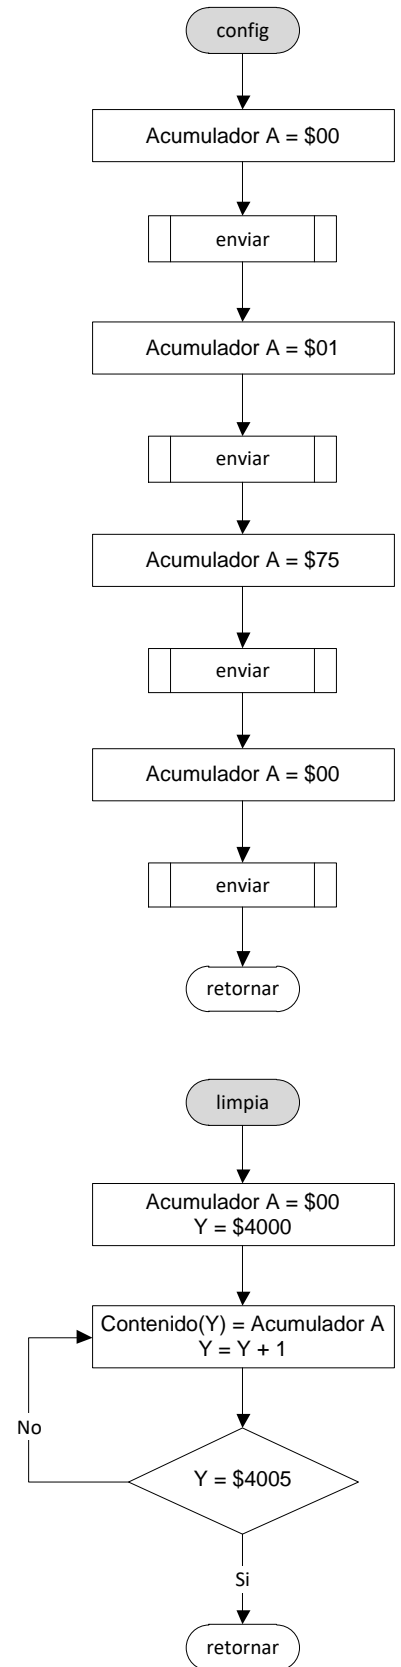 config
Acumulador A = $00
enviar
Acumulador A = $01
enviar
Acumulador A = $75
enviar
Acumulador A = $00
enviar
retornar
limpia
Acumulador A = $00
Y = $4000
Contenido(Y) = Acumulador A
Y = Y + 1
No
Y = $4005
Si
retornar